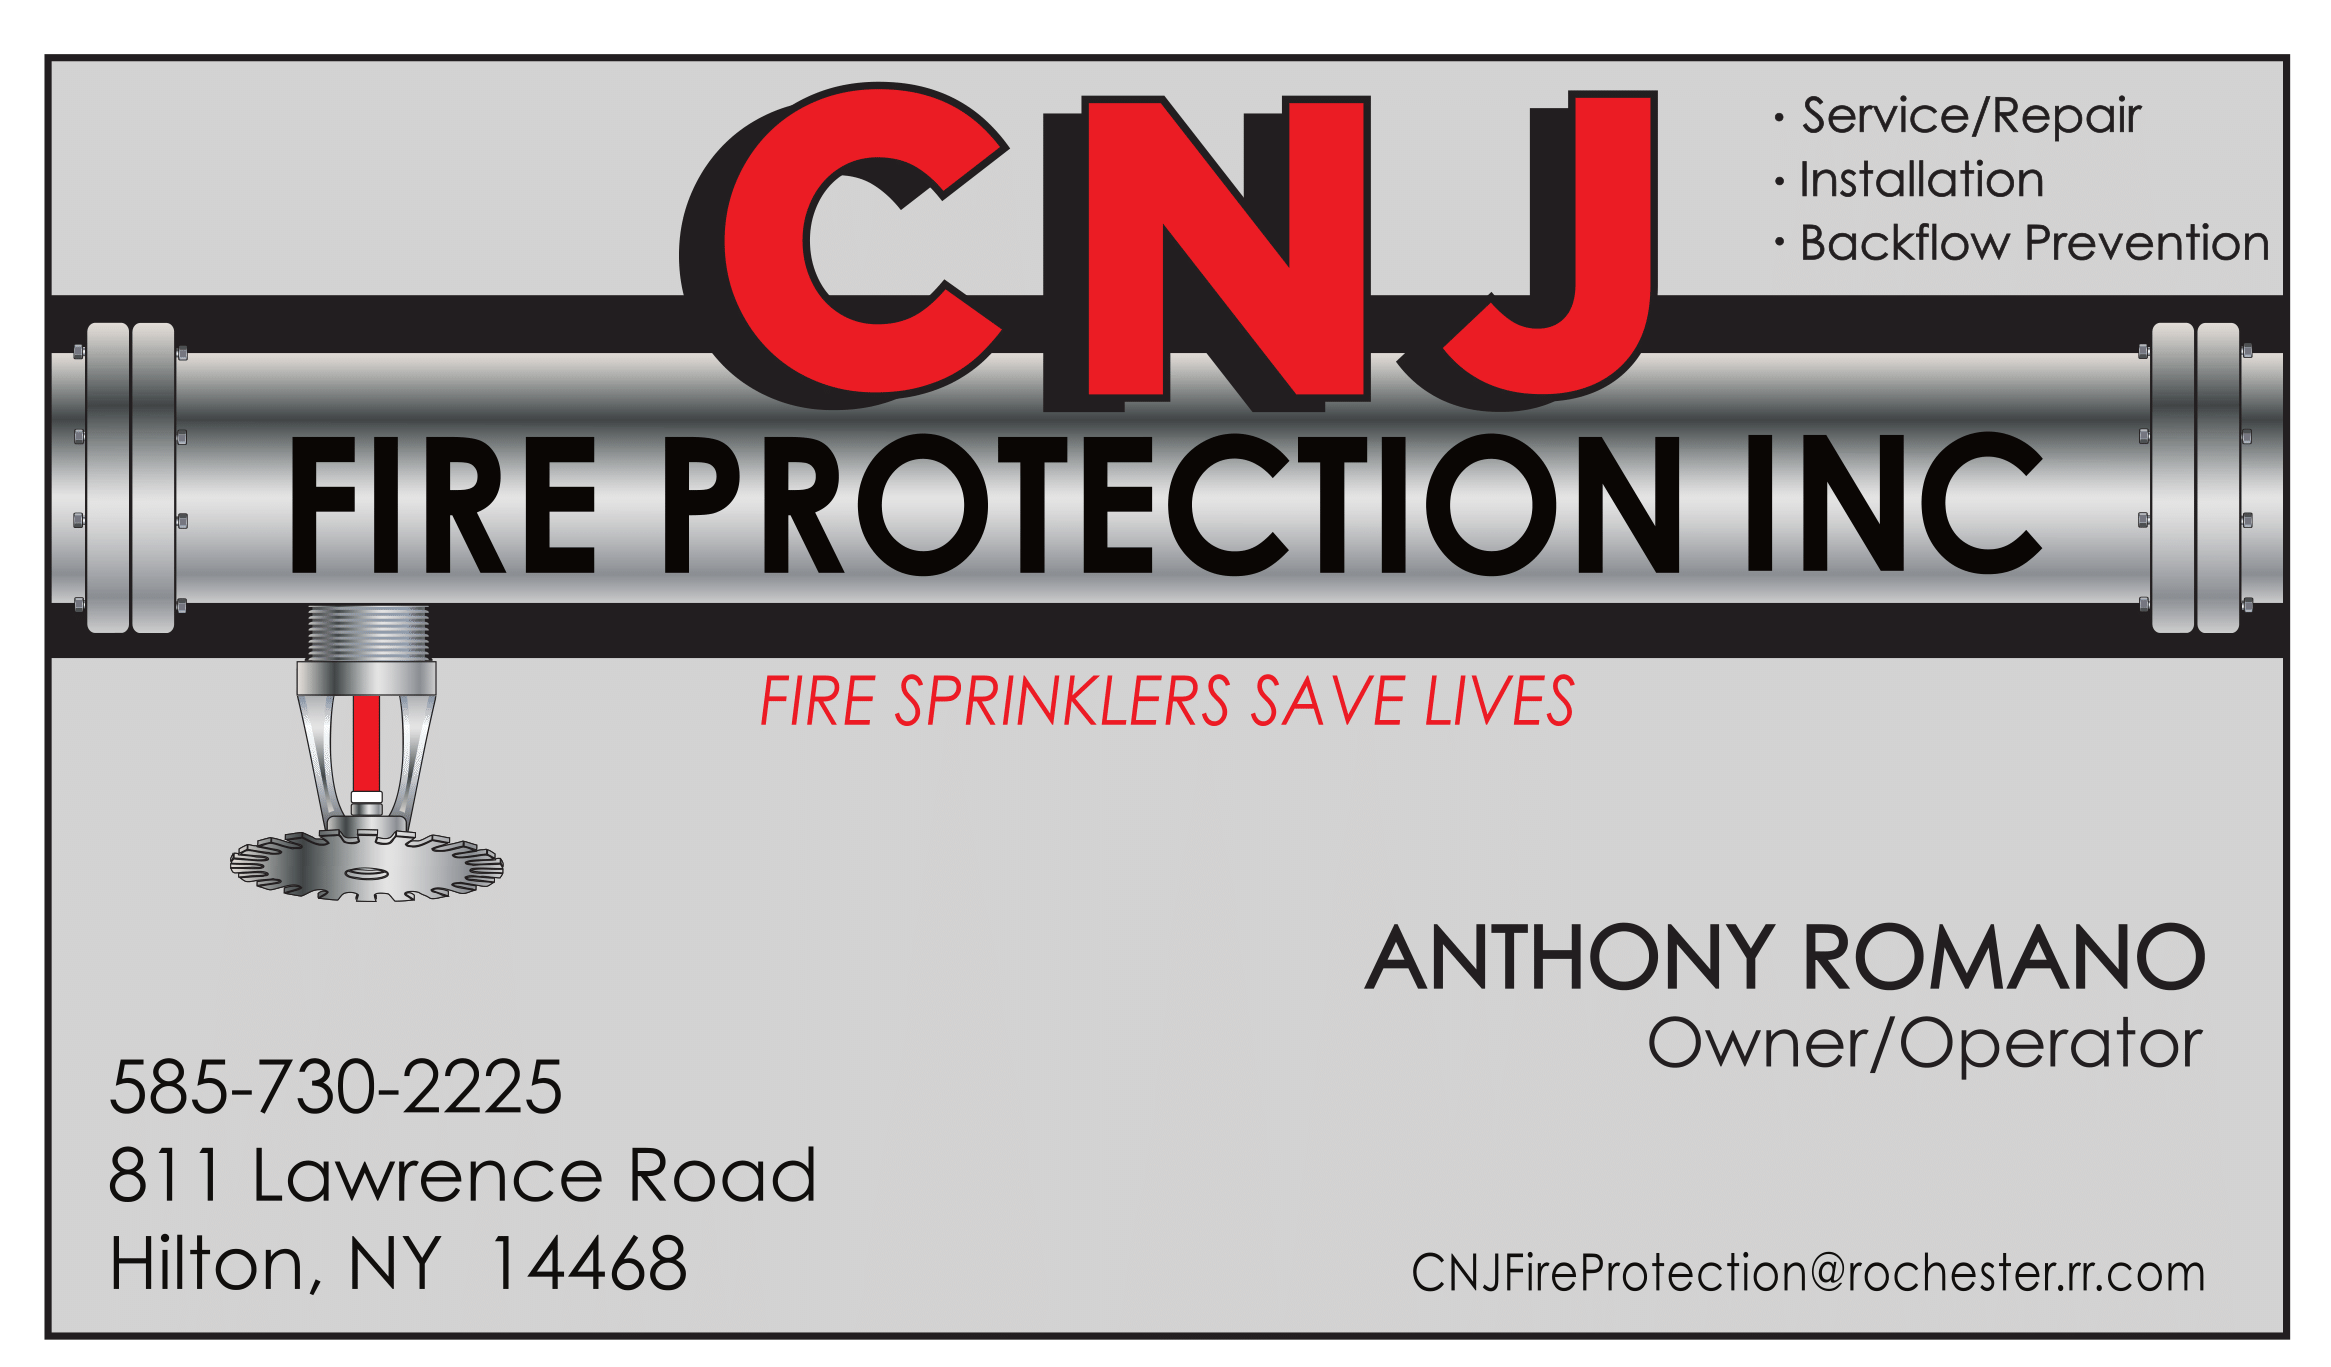 CNJ
· Service/Repair
· Installation
· Backflow Prevention
FIRE PROTECTION INC
FIRE SPRINKLERS SAVE LIVES
ANTHONY ROMANO
Owner/Operator
585-730-2225
811 Lawrence Road
Hilton, NY  14468
CNJFireProtection@rochester.rr.com